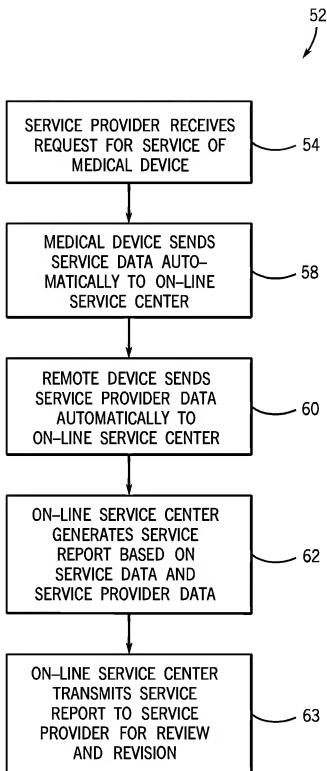 52
SERVICE PROVIDER RECEIVES
REQUEST FOR SERVICE OF
MEDICAL DEVICE
54
MEDICAL DEVICE SENDS
SERVICE DATA AUTO–
MATICALLY TO ON–LINE
SERVICE CENTER
58
REMOTE DEVICE SENDS
SERVICE PROVIDER DATA
AUTOMATICALLY TO
ON–LINE SERVICE CENTER
60
ON–LINE SERVICE CENTER
GENERATES SERVICE
REPORT BASED ON
SERVICE DATA AND
SERVICE PROVIDER DATA
62
ON–LINE SERVICE CENTER
TRANSMITS SERVICE
REPORT TO SERVICE
PROVIDER FOR REVIEW
AND REVISION
63